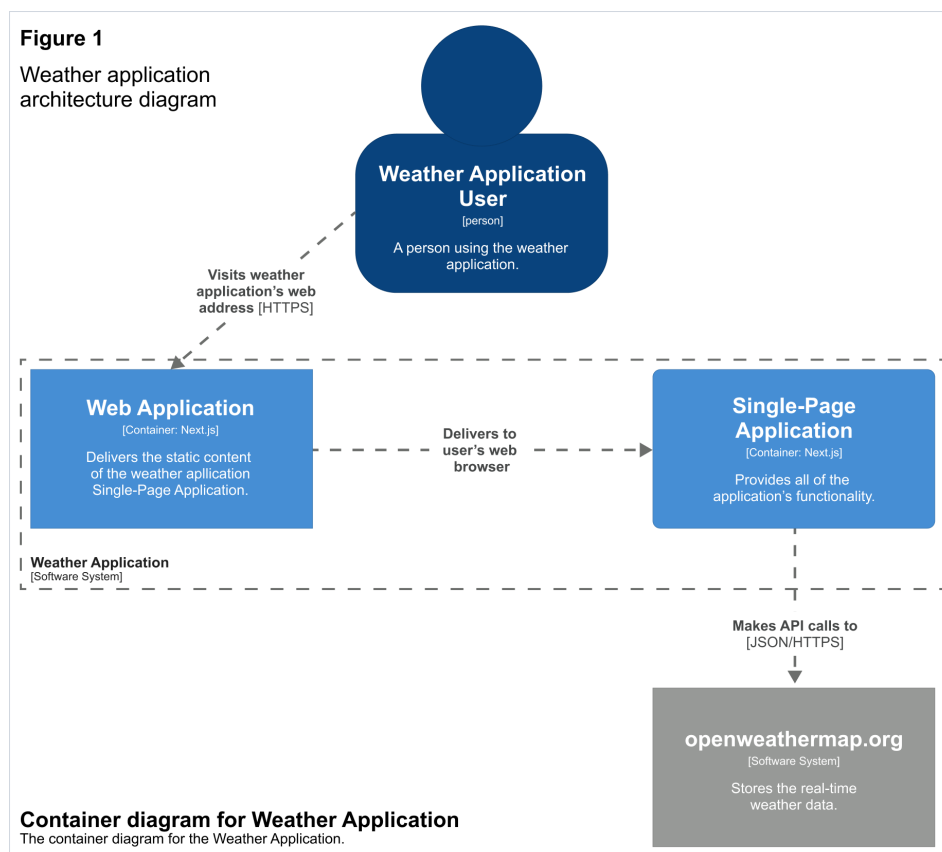 Figure 1
Weather application
architecture diagram
Weather Application
User
[person]
A person using the weather
application.
Visits weather
application’s web
address [HTTPS]
Web Application
[Container: Next.js]
Delivers the static content
of the weather apllication
Single-Page Application.
Delivers to
user’s web
browser
Single-Page
Application
[Container: Next.js]
Provides all of the
application’s functionality.
Weather Application
[Software System]
Makes API calls to
[JSON/HTTPS]
openweathermap.org
[Software System]
Stores the real-time
weather data.
Container diagram for Weather Application
The container diagram for the Weather Application.